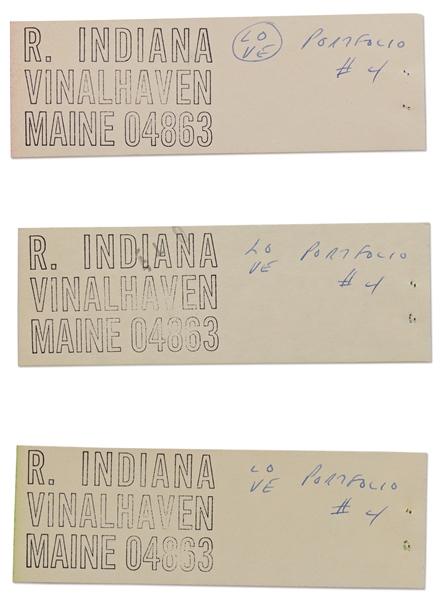 R. INDIANA
VINALHAVEN
MAINE 04863
LO
VE
PORTFOLIO
# 4
R. INDIANA
VINALHAVEN
MAINE 04863
LO
VE
PORTFOLIO
# 4
R. INDIANA
VINALHAVEN
MAINE 04863
LO
VE
PORTFOLIO
# 4